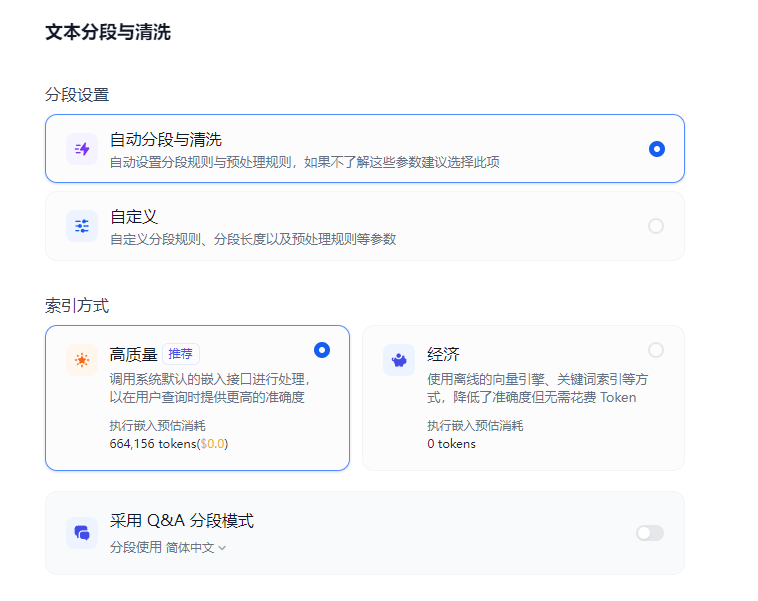 文本分段与清洗
分段设置
自动分段与清洗
自动设置分段规则与预处理规则，如果不了解这些参数建议选择此项
自定义
自定义分段规则、分段长度以及预处理规则等参数
索引方式
高质量 推荐
调用系统默认的嵌入接口进行处理，
以在用户查询时提供更高的准确度
执行嵌入预估消耗
664,156 tokens($0.0)
经济
使用离线的向量引擎、关键词索引等方
式，降低了准确度但无需花费 Token
执行嵌入预估消耗
0 tokens
采用 Q&A 分段模式
分段使用 简体中文